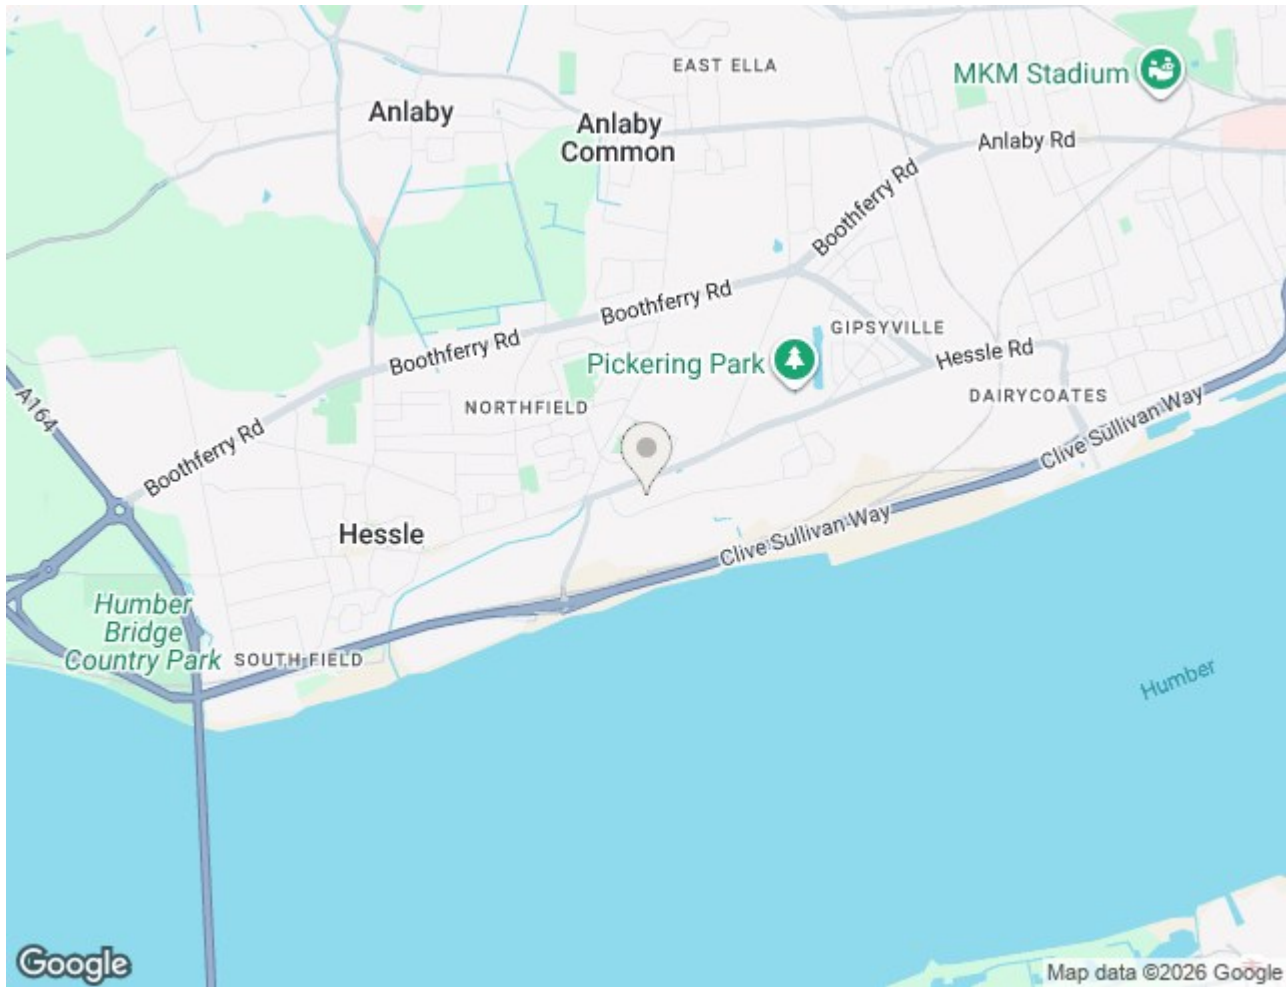 EAST ELLA
MKM Stadium
Anlaby
Anlaby
Common
Anlaby Rd
Boothferry Rd
Boothferry Rd
Boothferry Rd
Boothferry Rd
GIPSYVILLE
Pickering Park
Hessle Rd
DAIRYCOATES
A164
NORTHFIELD
Clive Sullivan Way
Hessle
Clive Sullivan Way
Humber
Bridge
Country Park
SOUTH FIELD
Humber
Google
Map data ©2026 Google